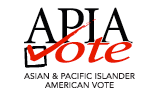 APIA
Vote
ASIAN & PACIFIC ISLANDER
AMERICAN VOTE